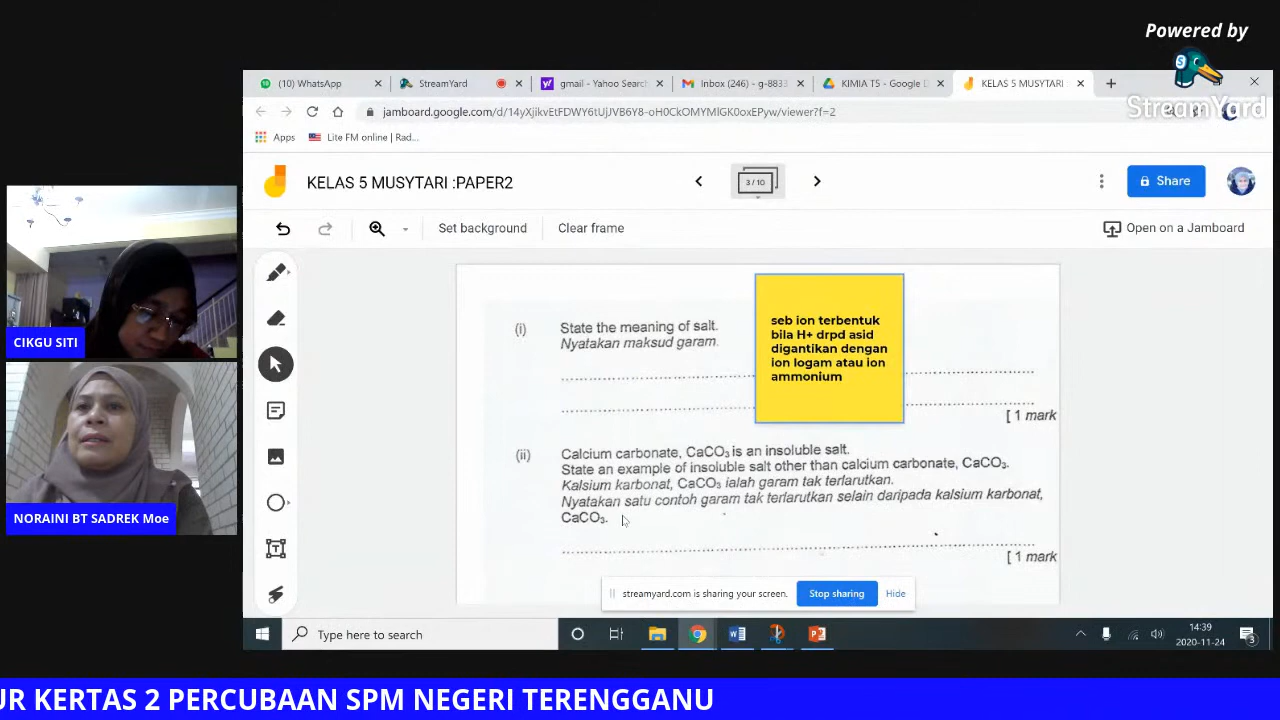 Powered by
StreamYard
(10) WhatsApp
StreamYard
gmail - Yahoo Search
Inbox (246) - g-8833
KIMIA T5 - Google D
KELAS 5 MUSYTARI :
jamboard.google.com/d/14yXjikvEtFDWY6tUjJVB6Y8-oH0CkOMYMlGK0oxEPyw/viewer?f=2
Apps
Lite FM online | Rad...
KELAS 5 MUSYTARI :PAPER2
3 / 10
Share
Set background
Clear frame
Open on a Jamboard
(i) State the meaning of salt.
Nyatakan maksud garam.
seb ion terbentuk
bila H+ drpd asid
digantikan dengan
ion logam atau ion
ammonium
[ 1 mark
(ii) Calcium carbonate, CaCO₃ is an insoluble salt.
State an example of insoluble salt other than calcium carbonate, CaCO₃.
Kalsium karbonat, CaCO₃ ialah garam tak terlarutkan.
Nyatakan satu contoh garam tak terlarutkan selain daripada kalsium karbonat,
CaCO₃.
[ 1 mark
streamyard.com is sharing your screen.
Stop sharing
Hide
CIKGU SITI
NORAINI BT SADREK Moe
Type here to search
14:39
2020-11-24
3
UR KERTAS 2 PERCUBAAN SPM NEGERI TERENGGANU